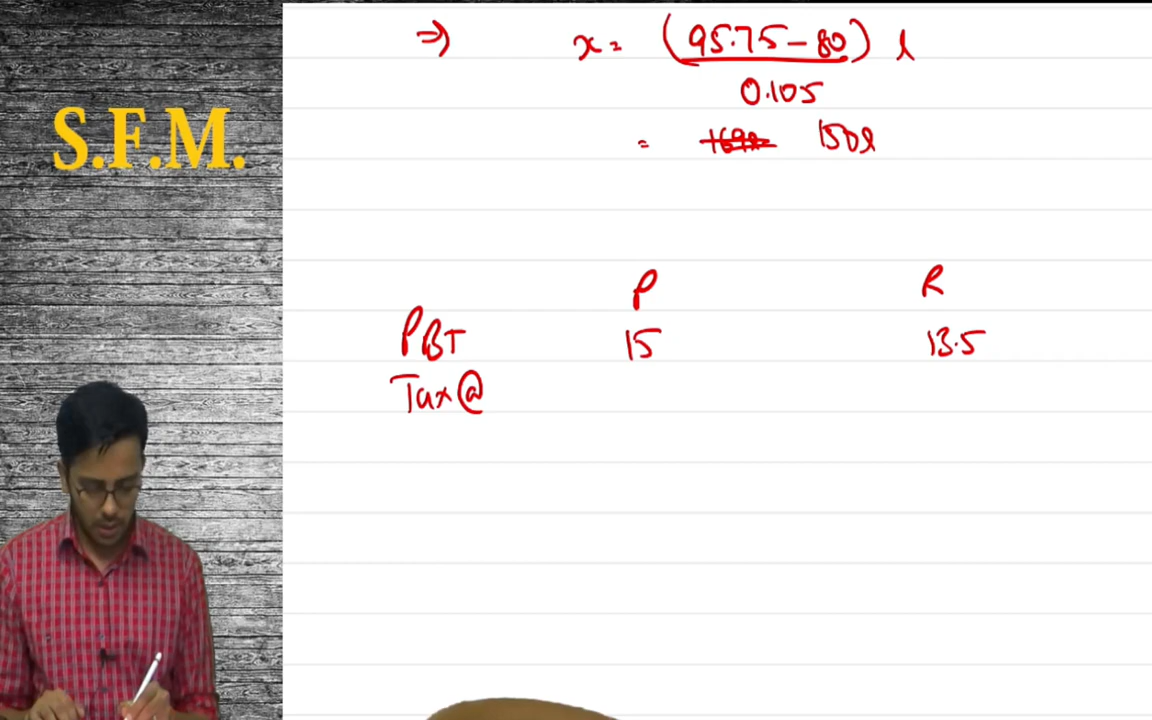 S.F.M.
⇒ x = (95.75 – 80) l
0.105
= 150l
P R
PBT 15 13.5
Tax @